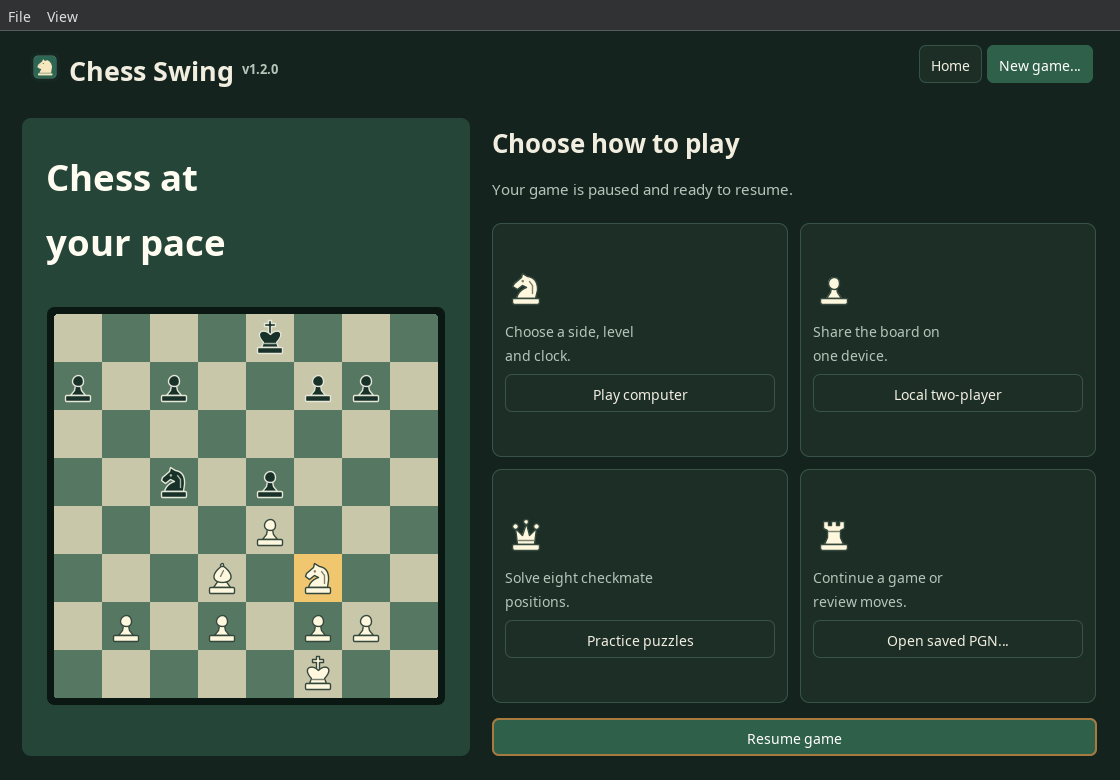 File View
Chess Swing v1.2.0
Home
New game...
Chess at
your pace
Choose how to play
Your game is paused and ready to resume.
Choose a side, level
and clock.
Play computer
Share the board on
one device.
Local two-player
Solve eight checkmate
positions.
Practice puzzles
Continue a game or
review moves.
Open saved PGN...
Resume game